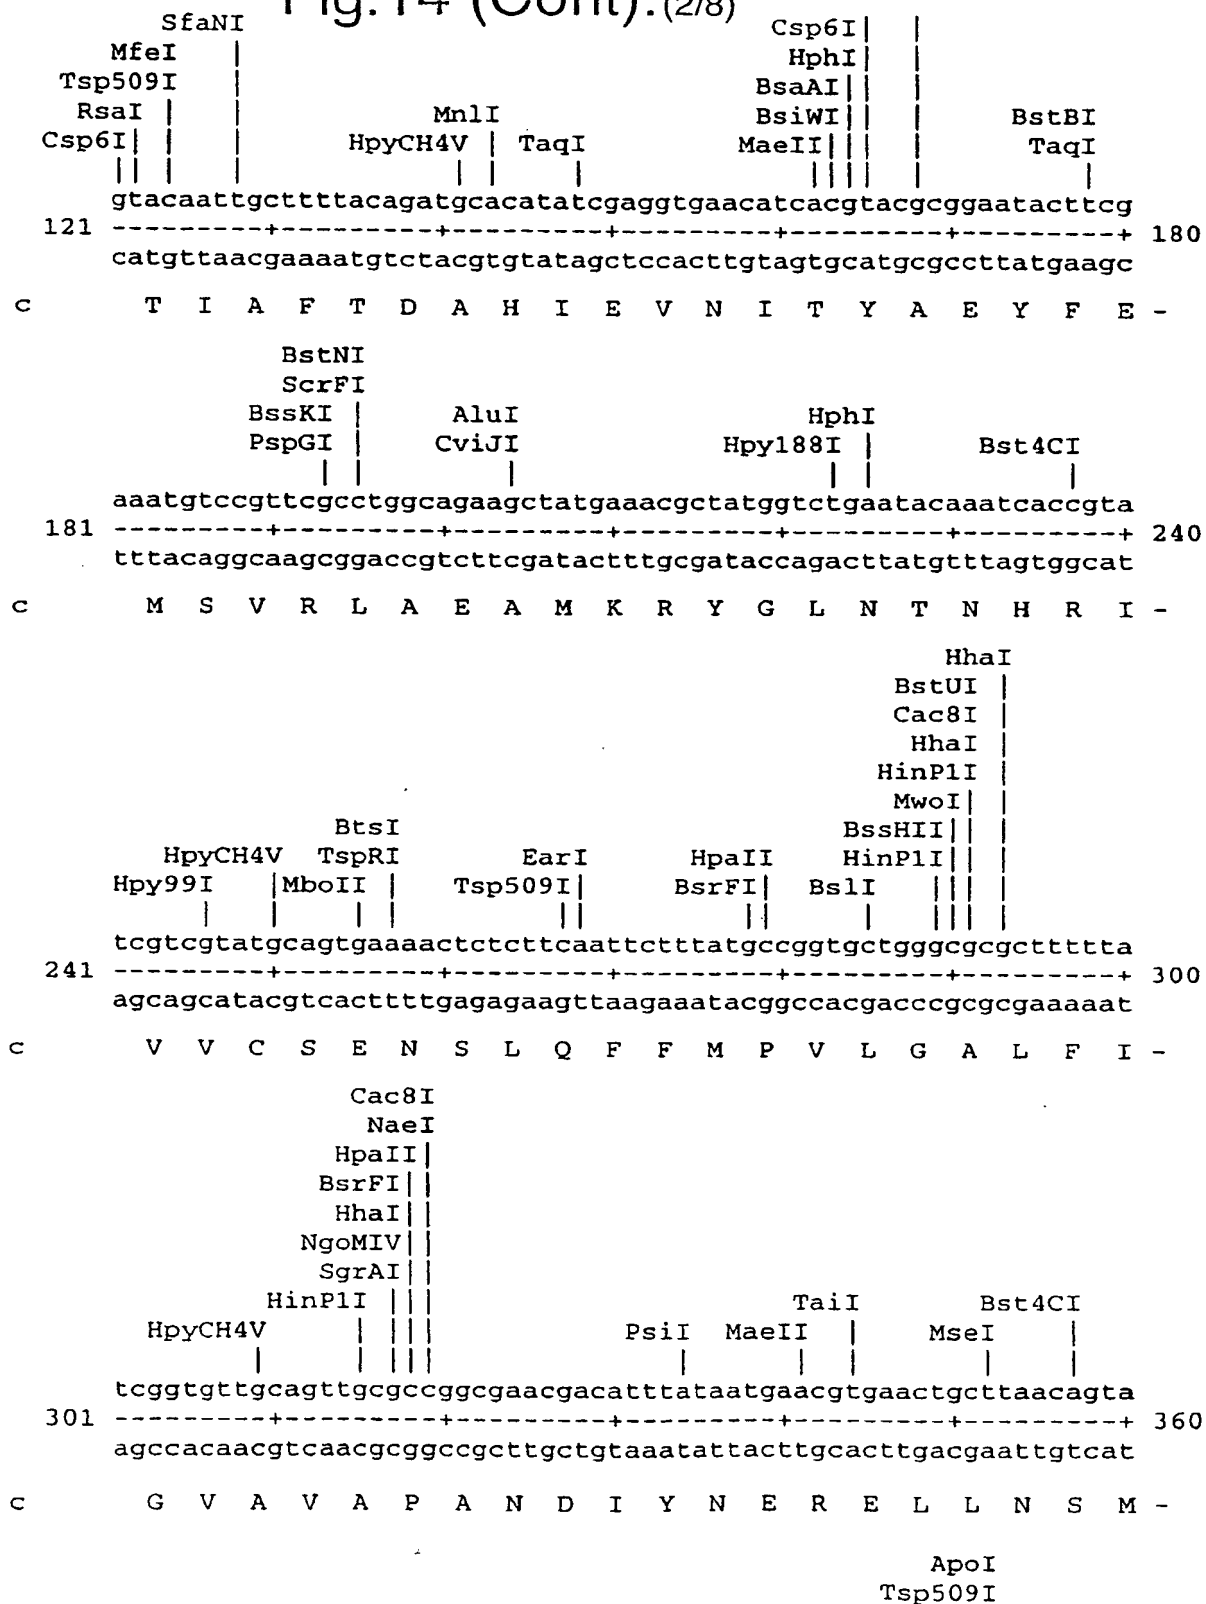 Fig.14 (Cont).(2/8)
SfaNI Csp6I
MfeI HphI
Tsp509I BsaAI
RsaI MnlI BsiWI BstBI
Csp6I HpyCH4V TaqI MaeII TaqI
gtacaattgcttttacagatgcacatatcgaggtgaacatcacgtacgcggaatacttcg
121 ---------+---------+---------+---------+---------+---------+ 180
catgttaacgaaaatgtctacgtgtatagctccacttgtagtgcatgcgccttatgaagc
c T I A F T D A H I E V N I T Y A E Y F E -
BstNI
ScrFI
BssKI AluI HphI
PspGI CviJI Hpy188I Bst4CI
aaatgtccgttcgcctggcagaagctatgaaacgctatggtctgaatacaaatcaccgta
181 ---------+---------+---------+---------+---------+---------+ 240
tttacaggcaagcggaccgtcttcgatactttgcgataccagacttatgtttagtggcat
c M S V R L A E A M K R Y G L N T N H R I -
HhaI
BstUI
Cac8I
HhaI
HinP1I
MwoI
BtsI BssHII
HpyCH4V TspRI EarI HpaII HinP1I
Hpy99I MboII Tsp509I BsrFI BslI
tcgtcgtatgcagtgaaaactctcttcaattctttatgccggtgctgggcgcgcttttta
241 ---------+---------+---------+---------+---------+---------+ 300
agcagcatacgtcacttttgagagaagttaagaaatacggccacgacccgcgcgaaaaat
c V V C S E N S L Q F F M P V L G A L F I -
Cac8I
NaeI
HpaII
BsrFI
HhaI
NgoMIV
SgrAI
HinP1I TaiI Bst4CI
HpyCH4V PsiI MaeII MseI
tcggtgttgcagttgcgccggcgaacgacatttataatgaacgtgaactgcttaacagta
301 ---------+---------+---------+---------+---------+---------+ 360
agccacaacgtcaacgcggccgcttgctgtaaatattacttgcacttgacgaattgtcat
c G V A V A P A N D I Y N E R E L L N S M -
ApoI
Tsp509I